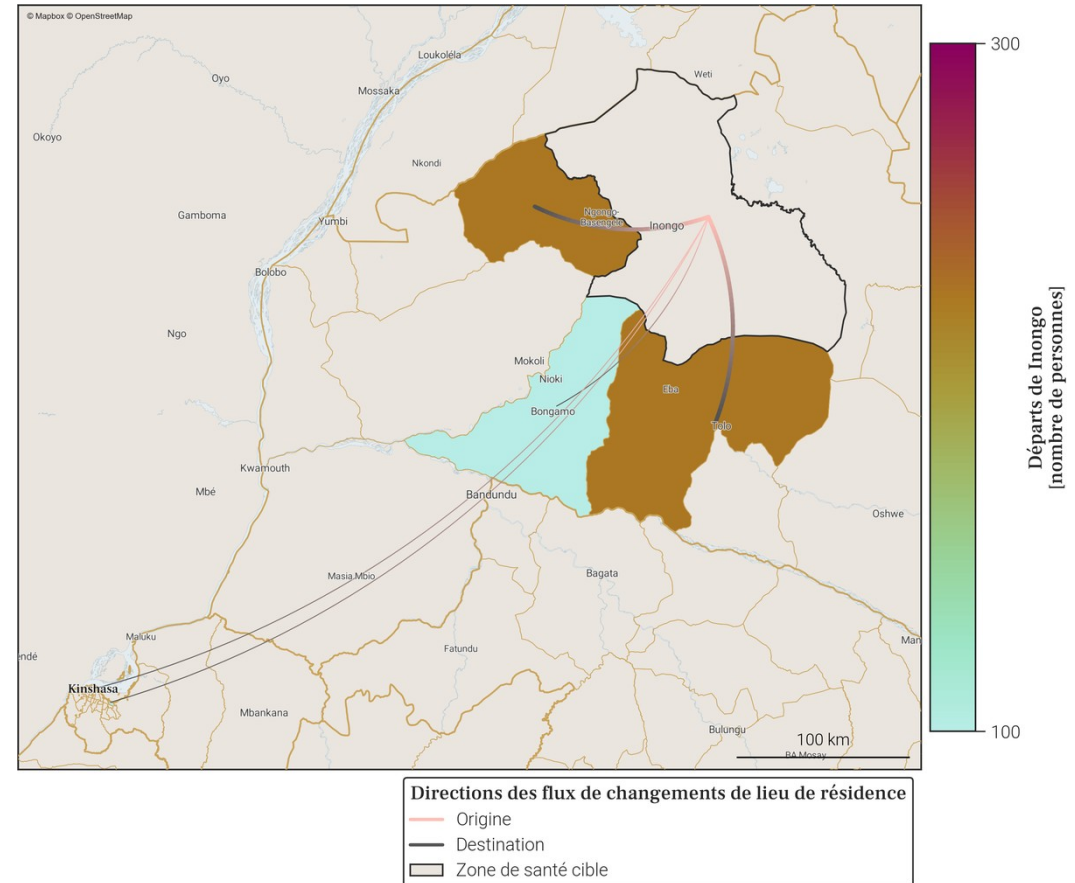 © Mapbox © OpenStreetMap
Loukoléla
Weti
Oyo
Mossaka
Okoyo
Nkondi
Gamboma
Yumbi
Inongo
Bolobo
Ngo
Mokoli
Nioki
Eba
Bongamo
Tolo
Kwamouth
Mbé
Bandundu
Oshwe
Masia Mbio
Bagata
Maluku
Fatundu
Man
endé
Kinshasa
Mbankana
Bulungu
100 km
BA Mosay
300
100
Départs de Inongo
[nombre de personnes]
Directions des flux de changements de lieu de résidence
Origine
Destination
Zone de santé cible